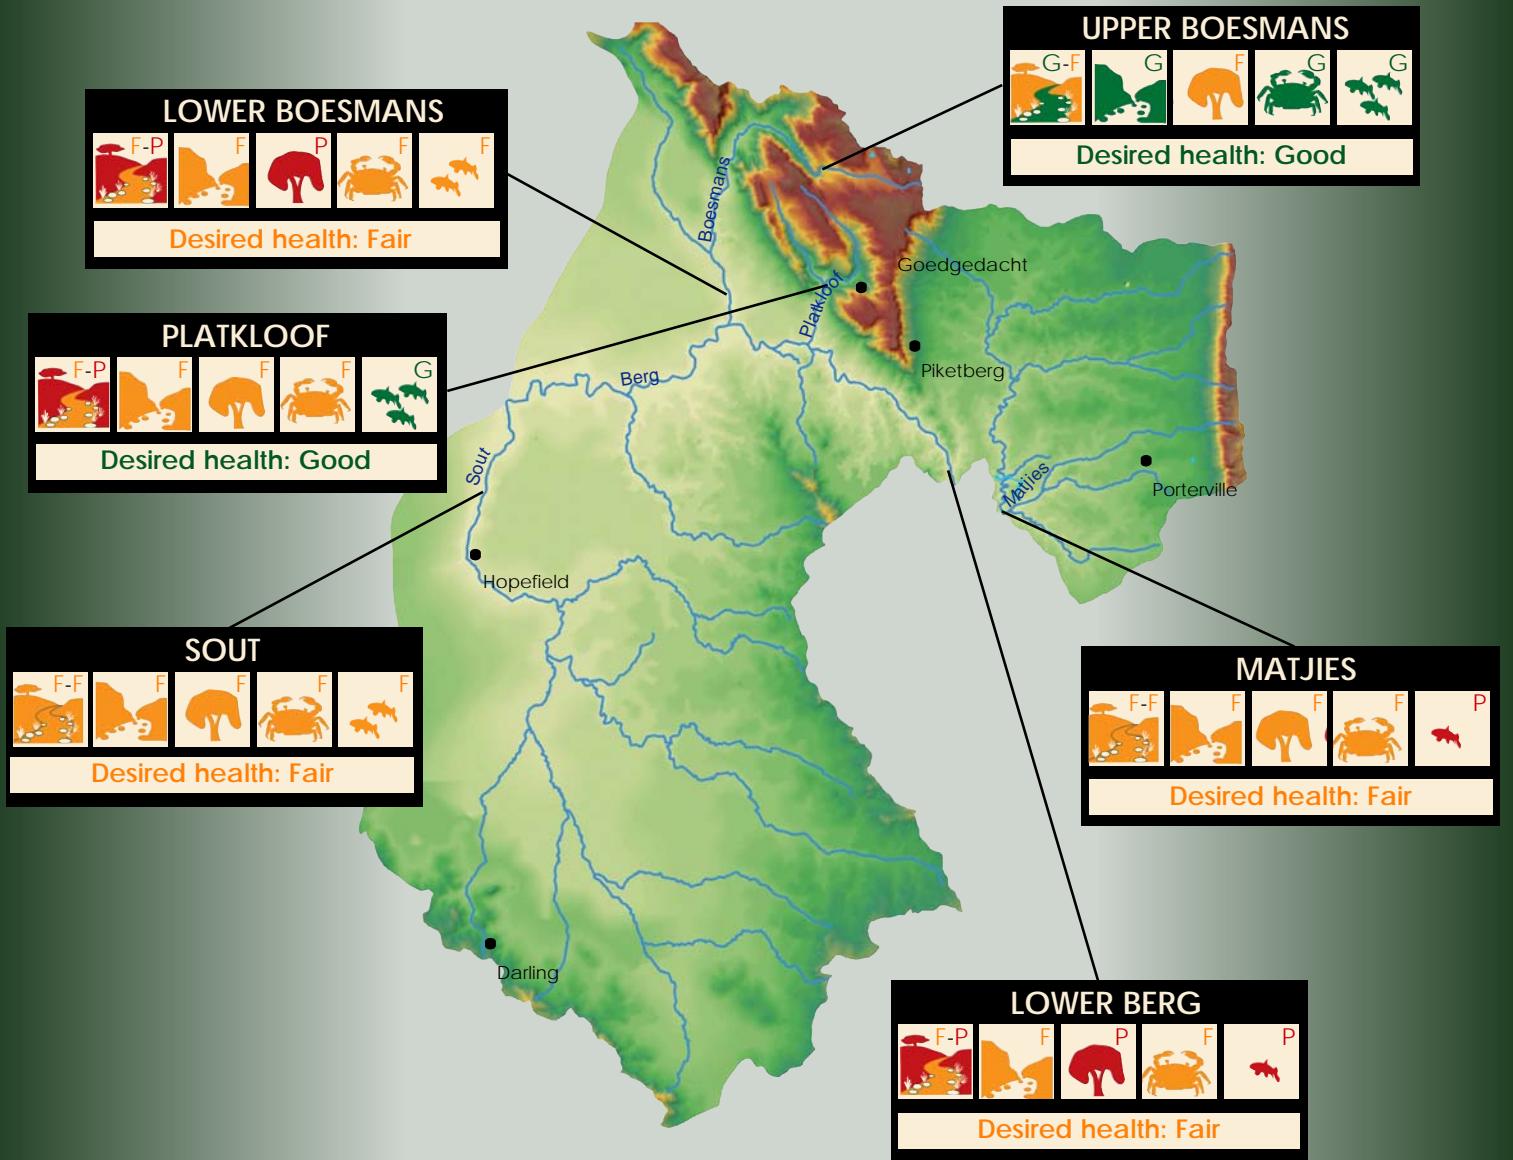 UPPER BOESMANS
G-F G F G G
Desired health: Good
LOWER BOESMANS
F-P F P F F
Desired health: Fair
PLATKLOOF
F-P F F F G
Desired health: Good
Boesmans
Platkloof
Goedgedacht
Piketberg
Berg
Sout
Matjies
Porterville
Hopefield
SOUT
F-F F F F F
Desired health: Fair
MATJIES
F-F F F F P
Desired health: Fair
Darling
LOWER BERG
F-P F P F P
Desired health: Fair